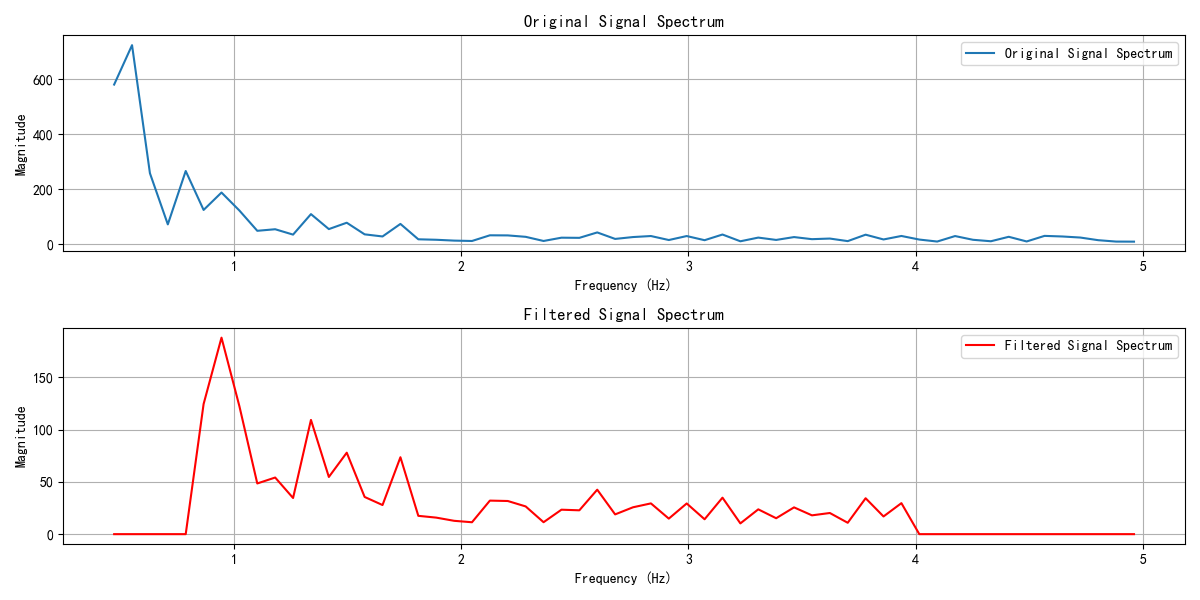 Original Signal Spectrum
Original Signal Spectrum
Magnitude
600
400
200
0
1
2
3
4
5
Frequency (Hz)
Filtered Signal Spectrum
Filtered Signal Spectrum
Magnitude
150
100
50
0
1
2
3
4
5
Frequency (Hz)